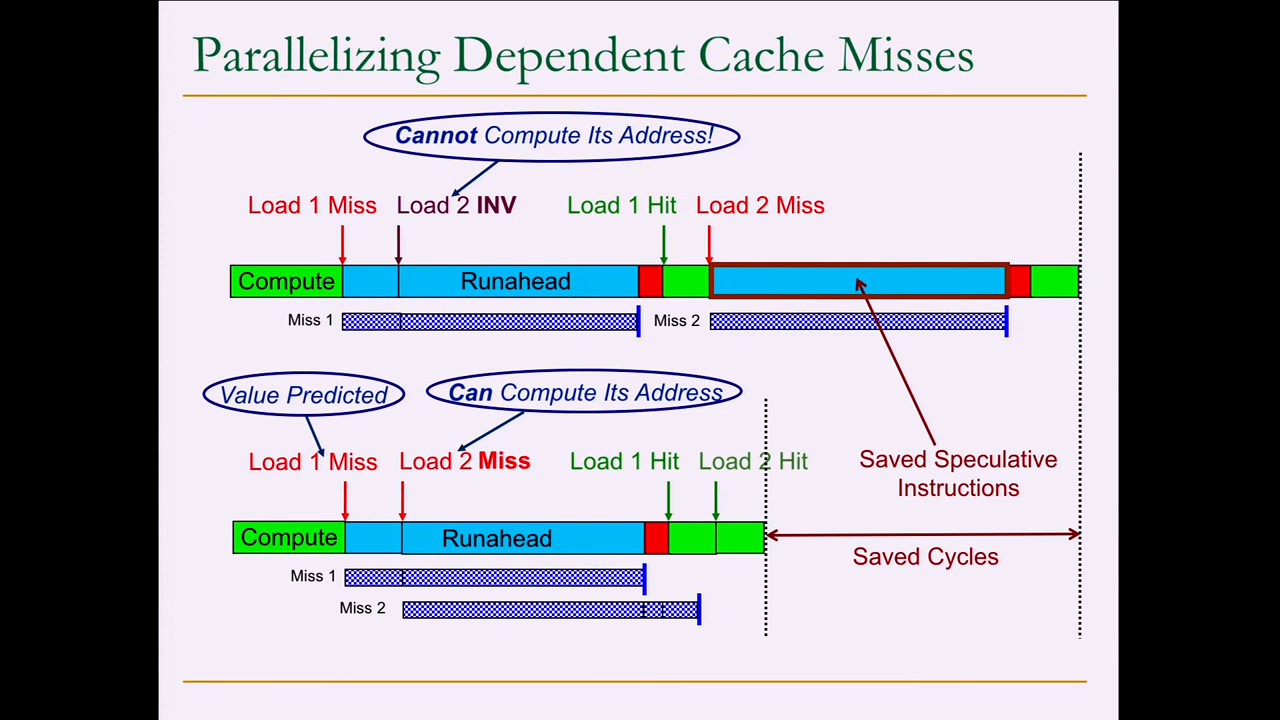 Parallelizing Dependent Cache Misses
Cannot Compute Its Address!
Load 1 Miss Load 2 INV Load 1 Hit Load 2 Miss
Compute Runahead
Miss 1 Miss 2
Value Predicted Can Compute Its Address
Load 1 Miss Load 2 Miss Load 1 Hit Load 2 Hit
Saved Speculative
Instructions
Compute Runahead
Saved Cycles
Miss 1
Miss 2